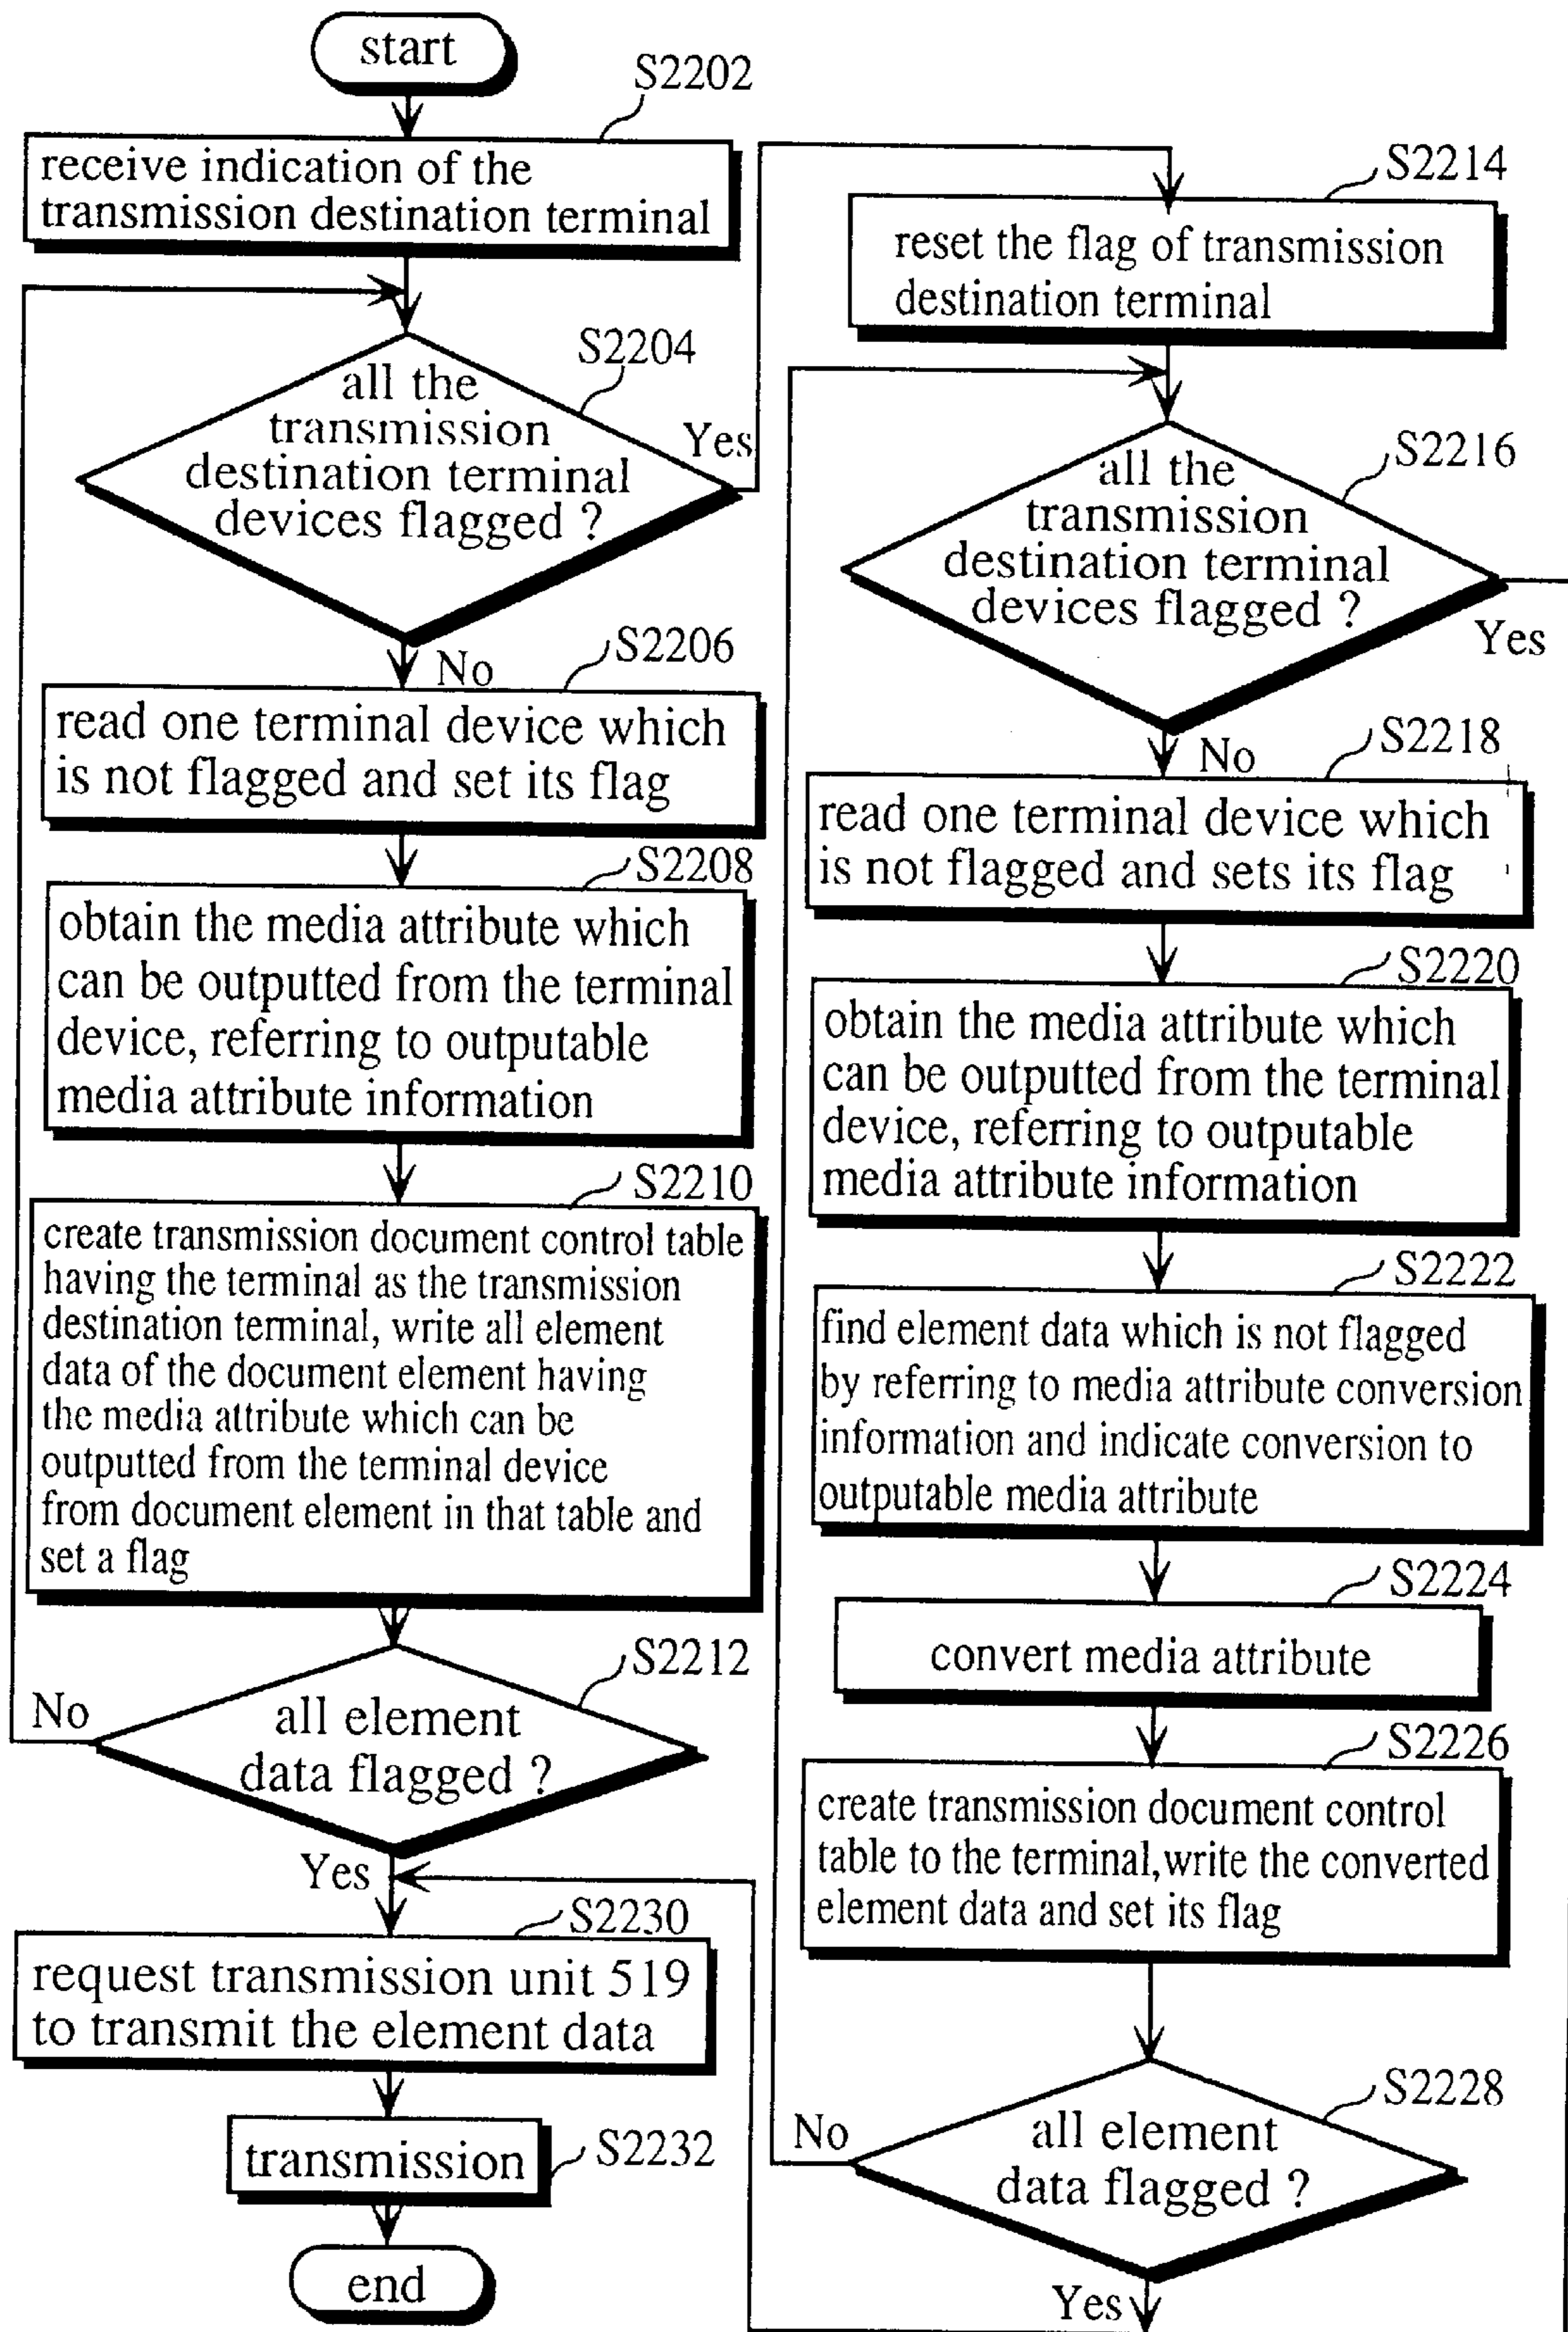 start
S2202
receive indication of the
transmission destination terminal
S2204
all the
transmission
destination terminal
devices flagged ?
Yes
No
S2206
read one terminal device which
is not flagged and set its flag
S2208
obtain the media attribute which
can be outputted from the terminal
device, referring to outputable
media attribute information
S2210
create transmission document control table
having the terminal as the transmission
destination terminal, write all element
data of the document element having
the media attribute which can be
outputted from the terminal device
from document element in that table and
set a flag
S2212
No
all element
data flagged ?
Yes
S2230
request transmission unit 519
to transmit the element data
transmission
S2232
end
S2214
reset the flag of transmission
destination terminal
S2216
all the
transmission
destination terminal
devices flagged ?
Yes
No
S2218
read one terminal device which
is not flagged and sets its flag
S2220
obtain the media attribute which
can be outputted from the terminal
device, referring to outputable
media attribute information
S2222
find element data which is not flagged
by referring to media attribute conversion
information and indicate conversion to
outputable media attribute
S2224
convert media attribute
S2226
create transmission document control
table to the terminal,write the converted
element data and set its flag
S2228
No
all element
data flagged ?
Yes